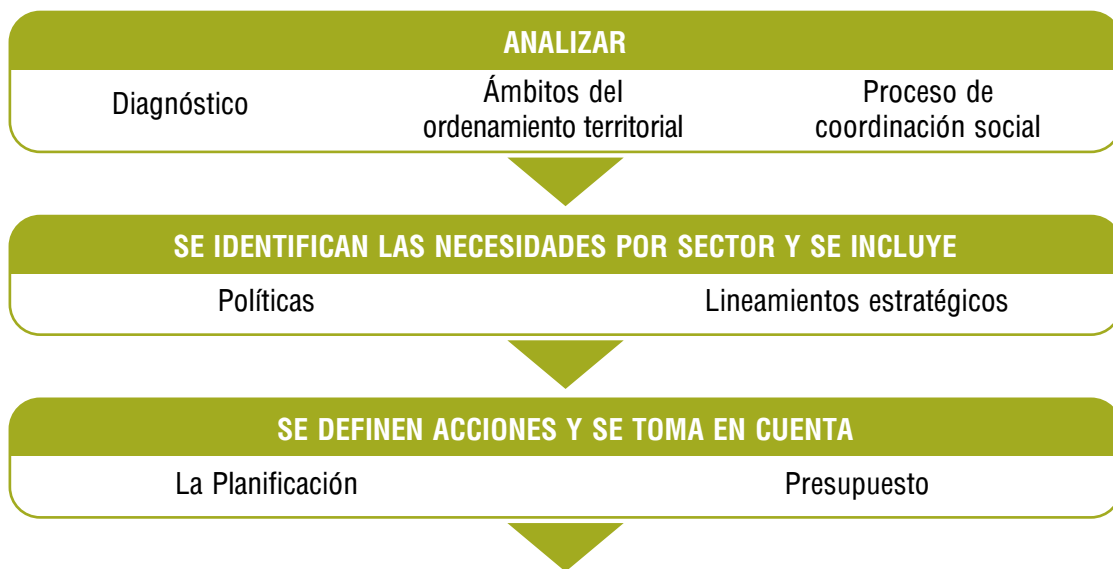 ANALIZAR
Diagnóstico
Ámbitos del
ordenamiento territorial
Proceso de
coordinación social
SE IDENTIFICAN LAS NECESIDADES POR SECTOR Y SE INCLUYE
Políticas
Lineamientos estratégicos
SE DEFINEN ACCIONES Y SE TOMA EN CUENTA
La Planificación
Presupuesto